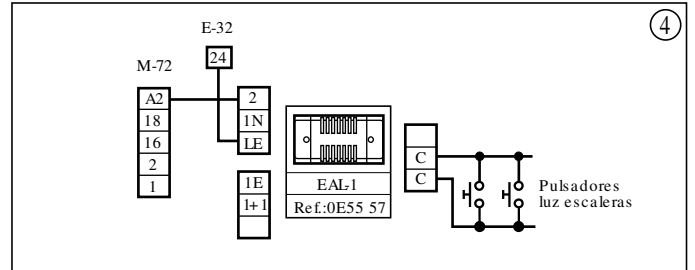 4
E-32
24
M-72
A2
18
16
2
1
2
1N
LE
1E
1+1
EAL-1
Ref.:0E55 57
C
C
Pulsadores
luz escaleras